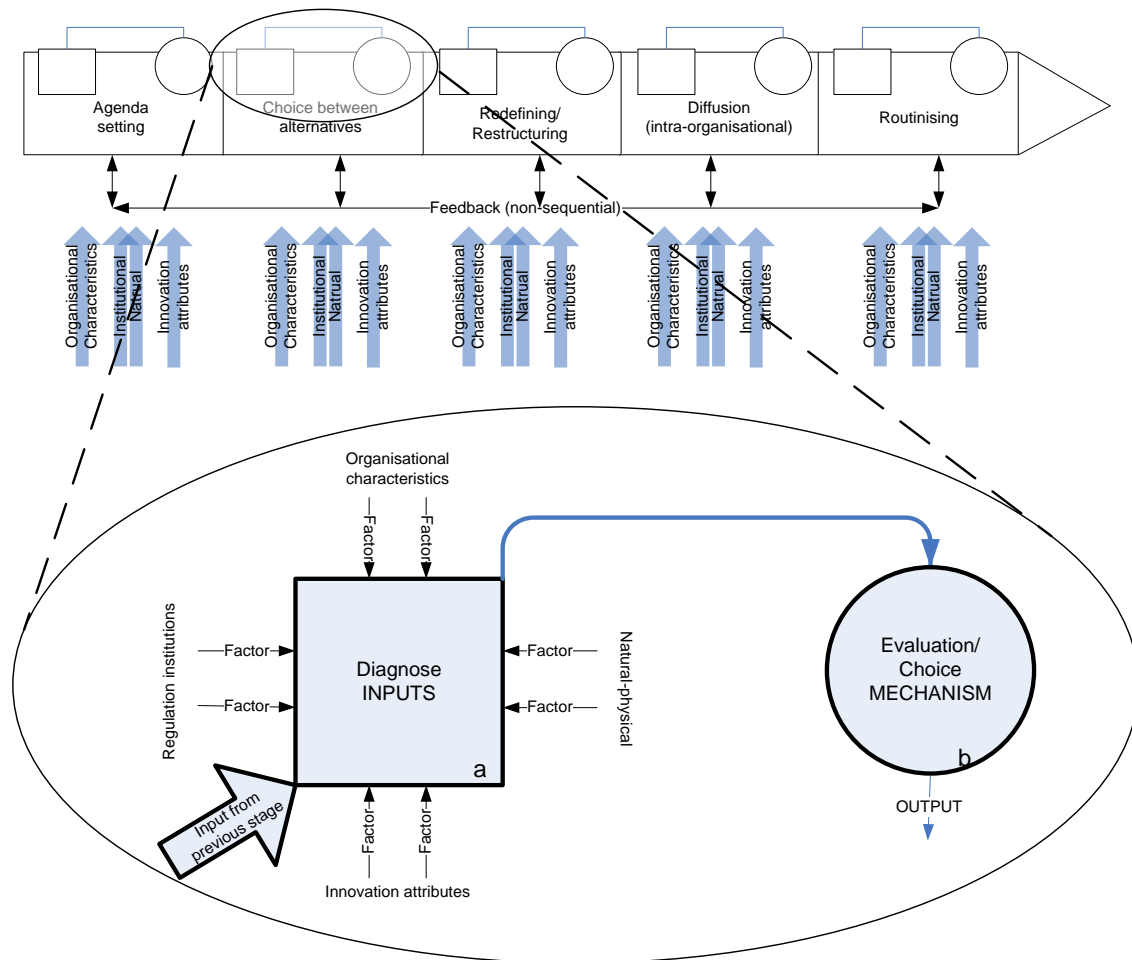 Agenda
setting
Choice between
alternatives
Redefining/
Restructuring
Diffusion
(intra-organisational)
Routinising
Feedback (non-sequential)
Organisational
Characteristics
Institutional
Natrual
Innovation
attributes
Organisational
Characteristics
Institutional
Natrual
Innovation
attributes
Organisational
Characteristics
Institutional
Natrual
Innovation
attributes
Organisational
Characteristics
Institutional
Natrual
Innovation
attributes
Organisational
Characteristics
Institutional
Natrual
Innovation
attributes
Organisational
characteristics
Factor
Factor
Regulation institutions
Factor
Factor
Diagnose
INPUTS
a
Factor
Factor
Natural-physical
Evaluation/
Choice
MECHANISM
b
OUTPUT
Input from
previous stage
Factor
Factor
Innovation attributes